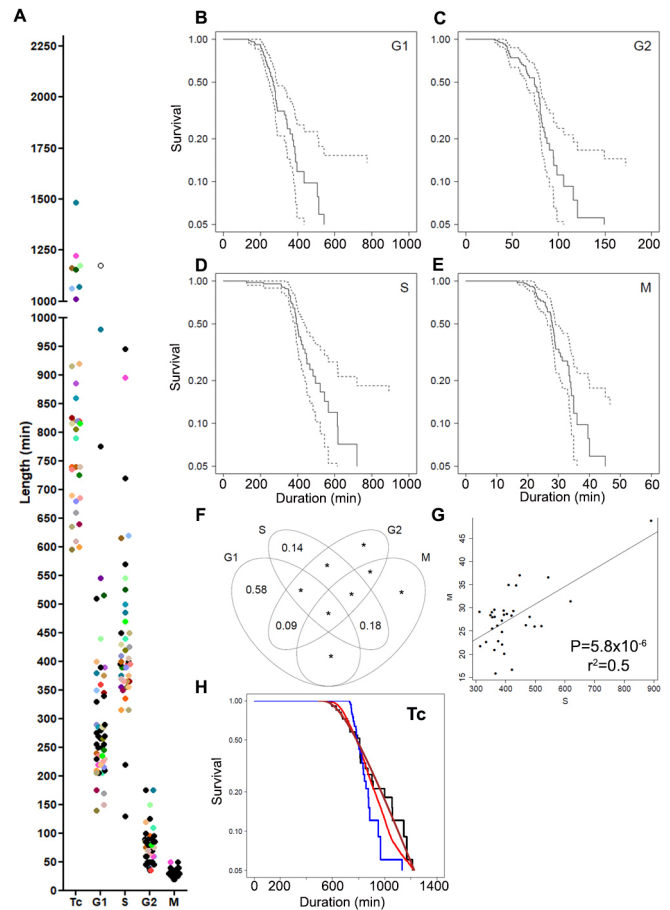 A
2250
2000
1750
1500
1250
1000
1000
950
900
850
800
750
700
650
600
550
500
450
400
350
300
250
200
150
100
50
0
Length (min)
Tc G1 S G2 M
B
G1
1.00
0.50
0.20
0.10
0.05
Survival
0 200 400 600 800 1000
C
G2
1.00
0.50
0.20
0.10
0.05
0 50 100 150 200
D
S
1.00
0.50
0.20
0.10
0.05
Survival
0 200 400 600 800 1000
Duration (min)
E
M
1.00
0.50
0.20
0.10
0.05
0 10 20 30 40 50 60
Duration (min)
F
S G2
G1 M
0.14 *
0.58 * * *
* * *
0.09 * 0.18
*
G
45
40
35
30
25
20
15
M
P=5.8x10-6
r2=0.5
300 400 500 600 700 800 900
S
H
Tc
1.00
0.50
0.20
0.10
0.05
Survival
0 200 600 1000 1400
Duration (min)